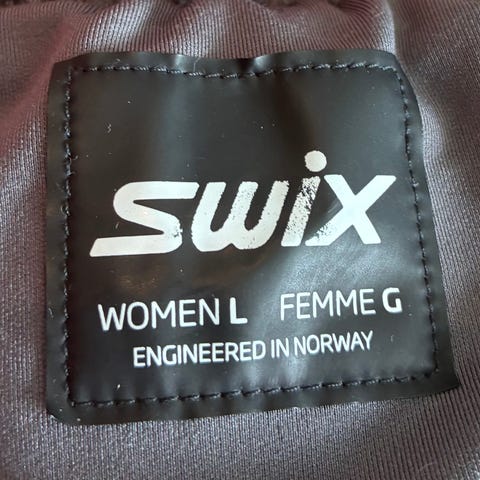 swix
WOMEN L FEMME G
ENGINEERED IN NORWAY